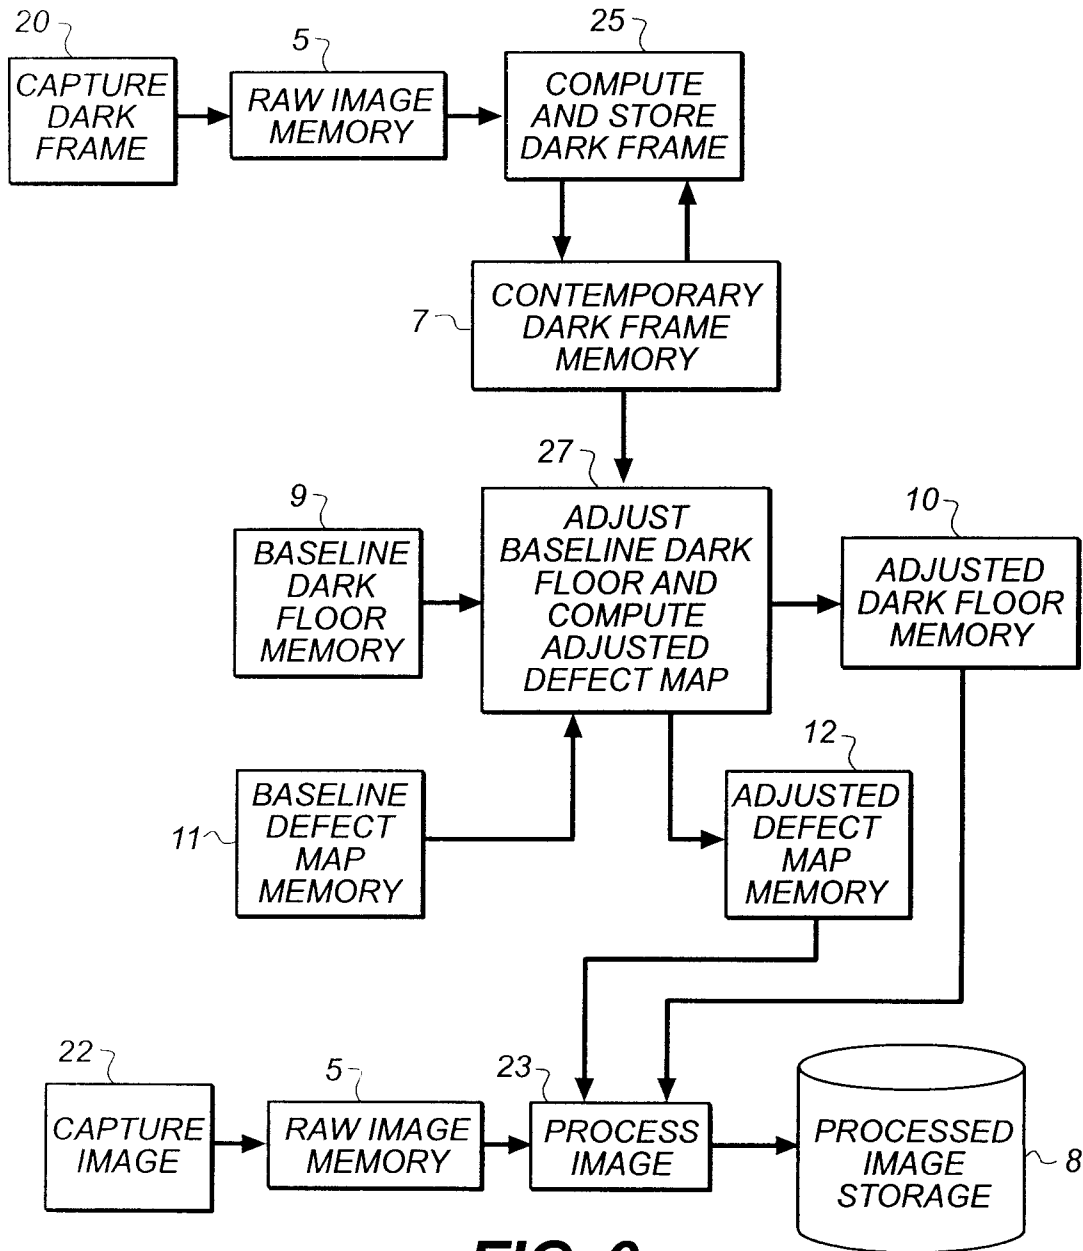 20
CAPTURE
DARK
FRAME
5
RAW IMAGE
MEMORY
25
COMPUTE
AND STORE
DARK FRAME
7
CONTEMPORARY
DARK FRAME
MEMORY
27
ADJUST
BASELINE DARK
FLOOR AND
COMPUTE
ADJUSTED
DEFECT MAP
9
BASELINE
DARK
FLOOR
MEMORY
10
ADJUSTED
DARK FLOOR
MEMORY
11
BASELINE
DEFECT
MAP
MEMORY
12
ADJUSTED
DEFECT
MAP
MEMORY
22
CAPTURE
IMAGE
5
RAW IMAGE
MEMORY
23
PROCESS
IMAGE
PROCESSED
IMAGE
STORAGE
8